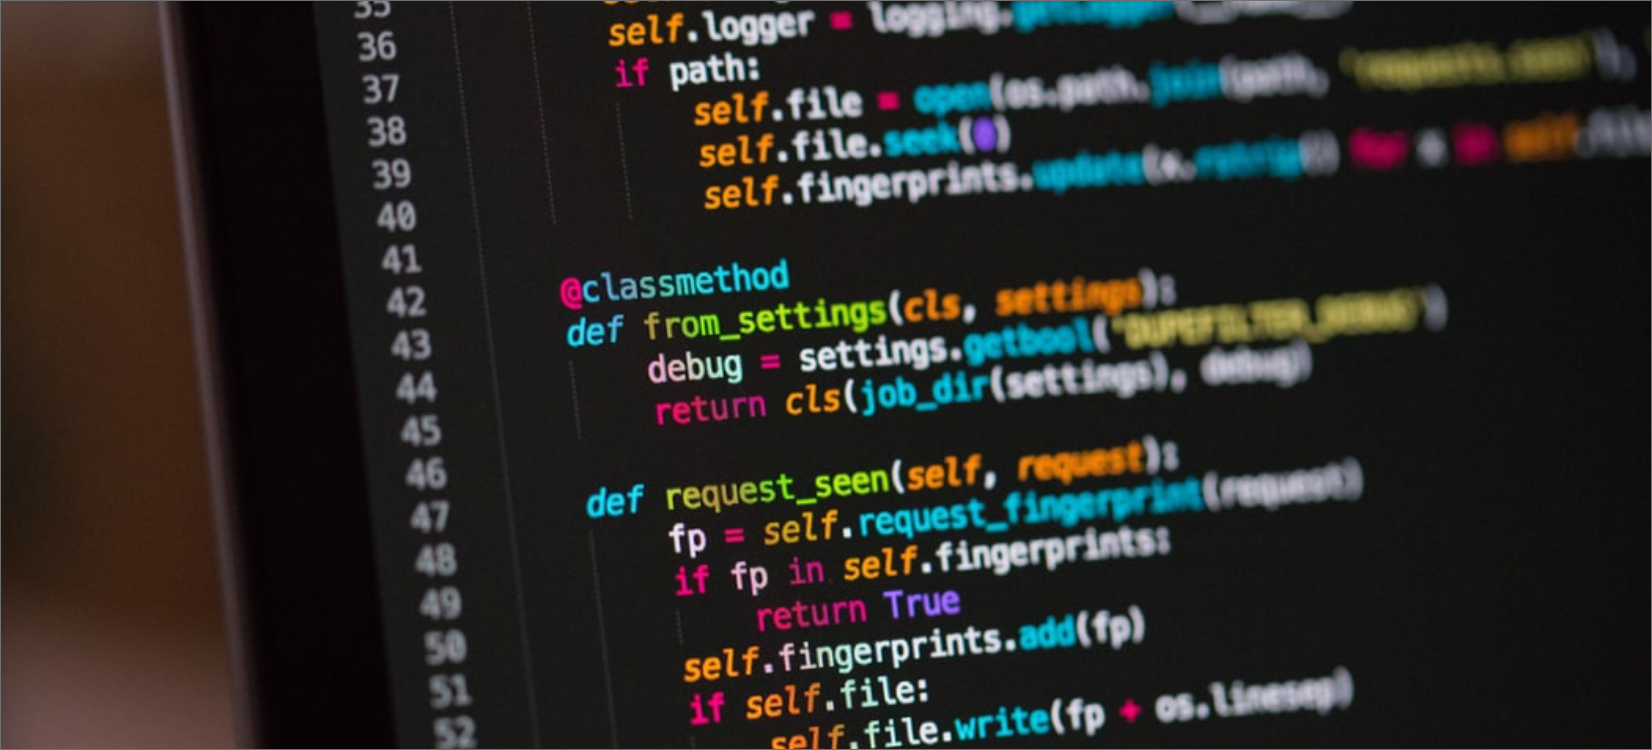 35
36 self.logger = logging.getLogger(
37 if path:
38 self.file = open(os.path.join(path, 'requests.seen'),
39 self.file.seek(0)
40 self.fingerprints.update(x.rstrip() for x in self.file
41
42 @classmethod
43 def from_settings(cls, settings):
44 debug = settings.getbool('DUPEFILTER_DEBUG')
45 return cls(job_dir(settings), debug)
46
47 def request_seen(self, request):
48 fp = self.request_fingerprint(request)
49 if fp in self.fingerprints:
50 return True
51 self.fingerprints.add(fp)
52 if self.file:
self.file.write(fp + os.linesep)